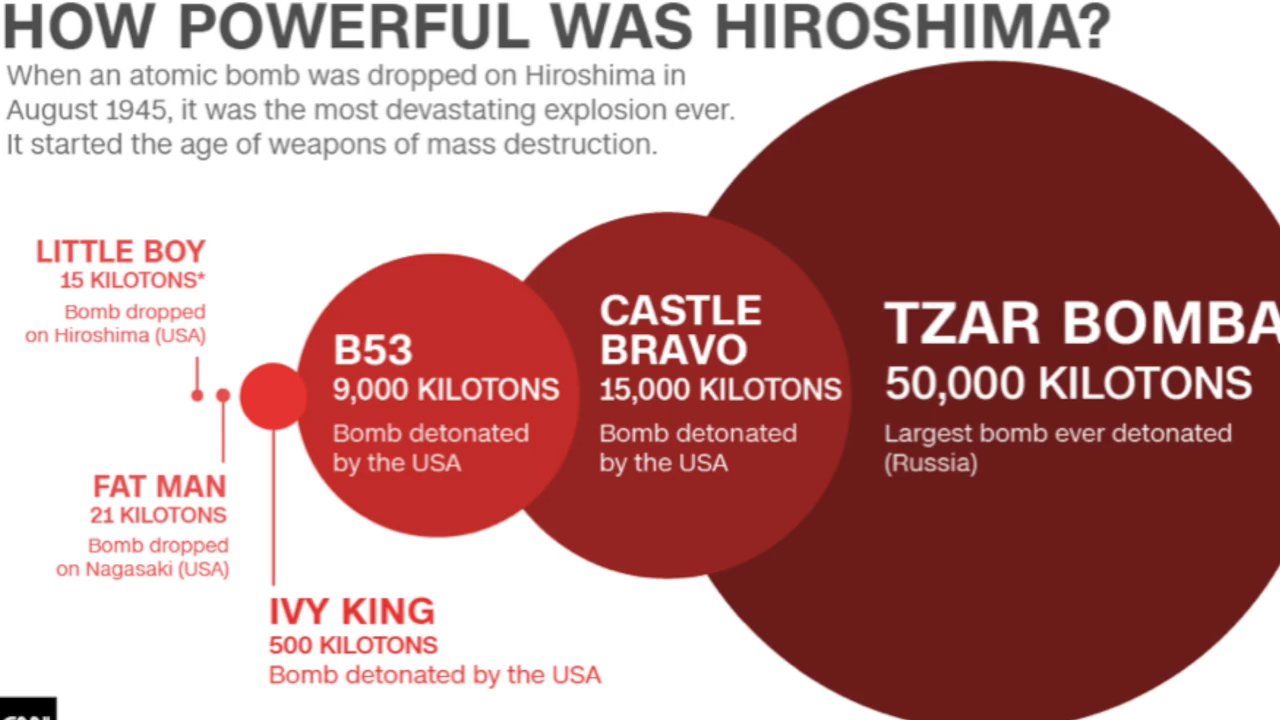 HOW POWERFUL WAS HIROSHIMA?
When an atomic bomb was dropped on Hiroshima in
August 1945, it was the most devastating explosion ever.
It started the age of weapons of mass destruction.
LITTLE BOY
15 KILOTONS*
Bomb dropped
on Hiroshima (USA)
FAT MAN
21 KILOTONS
Bomb dropped
on Nagasaki (USA)
IVY KING
500 KILOTONS
Bomb detonated by the USA
B53
9,000 KILOTONS
Bomb detonated
by the USA
CASTLE
BRAVO
15,000 KILOTONS
Bomb detonated
by the USA
TZAR BOMBA
50,000 KILOTONS
Largest bomb ever detonated
(Russia)